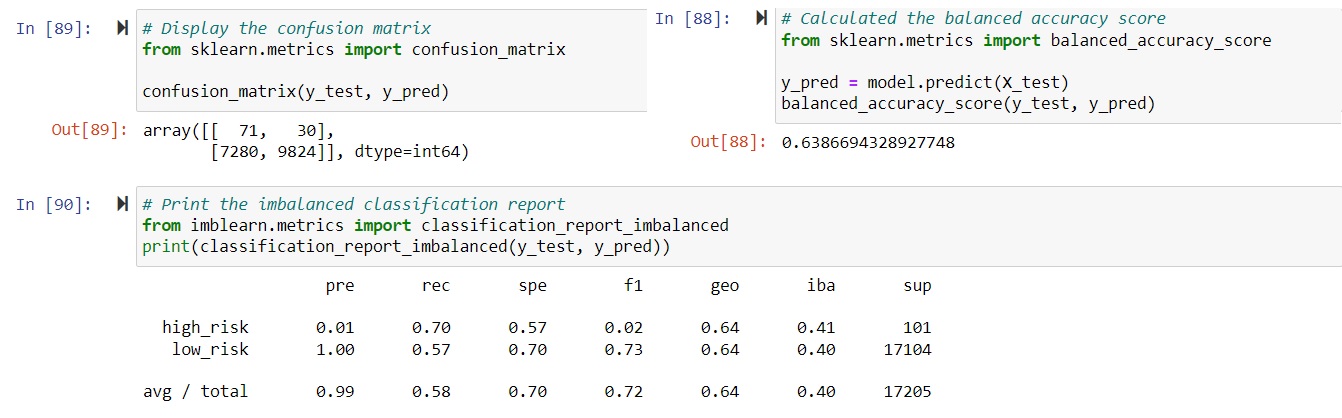 In [89]:
# Display the confusion matrix
from sklearn.metrics import confusion_matrix
confusion_matrix(y_test, y_pred)
Out[89]: array([[  71,   30],
       [7280, 9824]], dtype=int64)
In [88]:
# Calculated the balanced accuracy score
from sklearn.metrics import balanced_accuracy_score
y_pred = model.predict(X_test)
balanced_accuracy_score(y_test, y_pred)
Out[88]: 0.6386694328927748
In [90]:
# Print the imbalanced classification report
from imblearn.metrics import classification_report_imbalanced
print(classification_report_imbalanced(y_test, y_pred))
pre rec spe f1 geo iba sup
high_risk 0.01 0.70 0.57 0.02 0.64 0.41 101
low_risk 1.00 0.57 0.70 0.73 0.64 0.40 17104
avg / total 0.99 0.58 0.70 0.72 0.64 0.40 17205